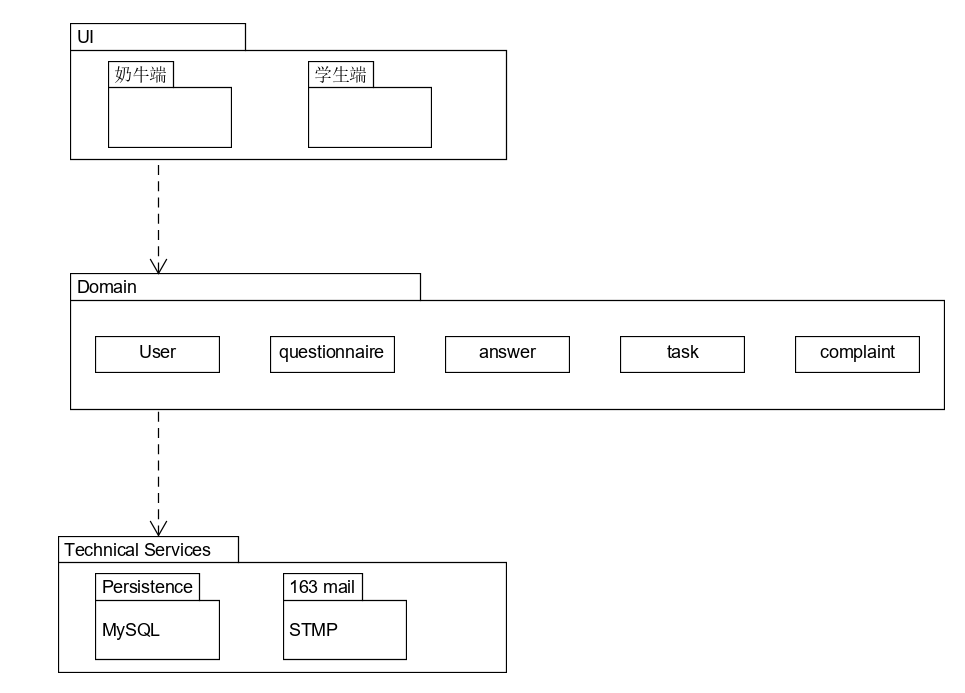 UI
奶牛端
学生端
Domain
User
questionnaire
answer
task
complaint
Technical Services
Persistence
163 mail
MySQL
STMP